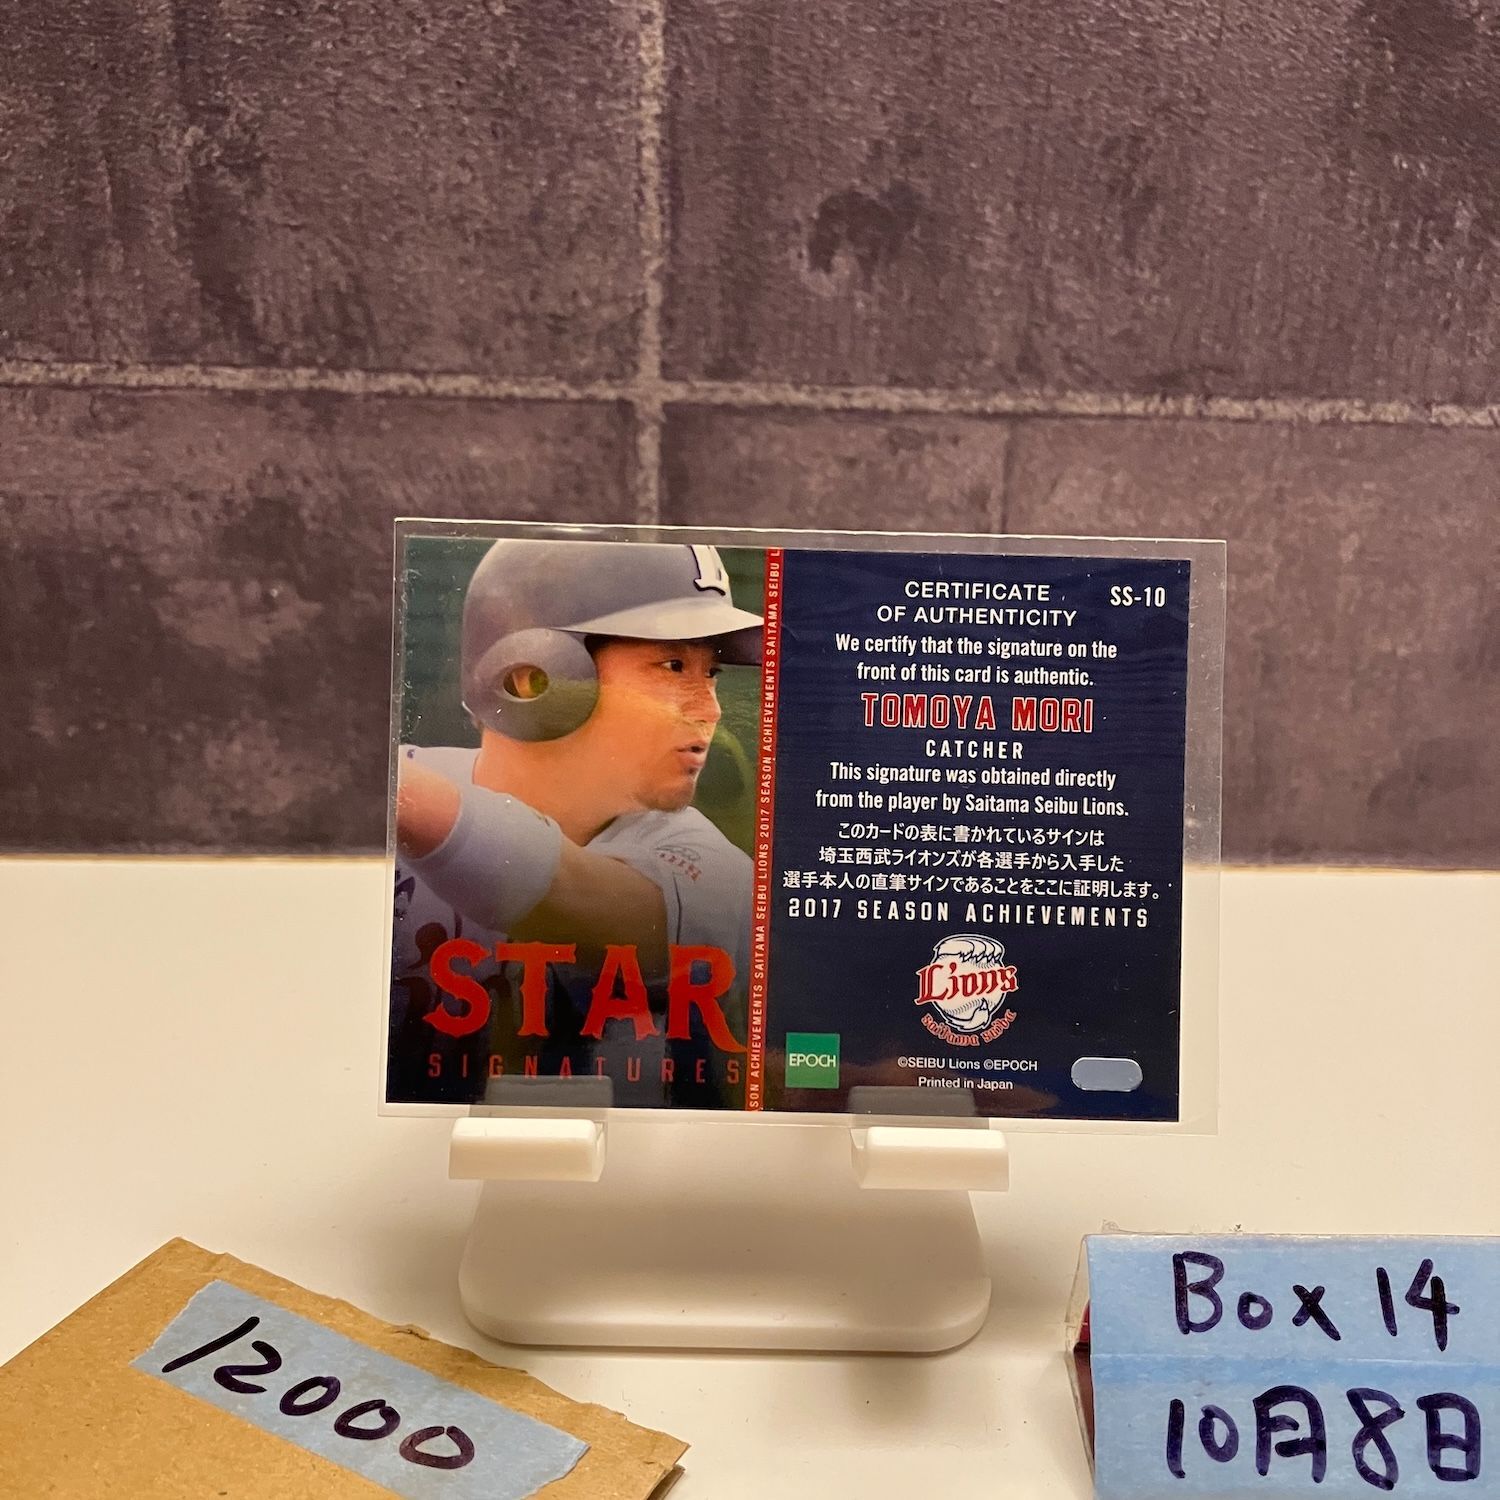 CERTIFICATE
OF AUTHENTICITY
SS-10
We certify that the signature on the
front of this card is authentic.
TOMOYA MORI
CATCHER
This signature was obtained directly
from the player by Saitama Seibu Lions.
このカードの表に書かれているサインは
埼玉西武ライオンズが各選手から入手した
選手本人の直筆サインであることをここに証明します。
2017 SEASON ACHIEVEMENTS
Lions
saitama seibu
EPOCH
©SEIBU Lions ©EPOCH
Printed in Japan
STAR
SIGNATURES
SON ACHIEVEMENTS SAITAMA SEIBU LIONS 2017 SEASON ACHIEVEMENTS SAITAMA SEIBU L
L
12000
Box 14
10月8日